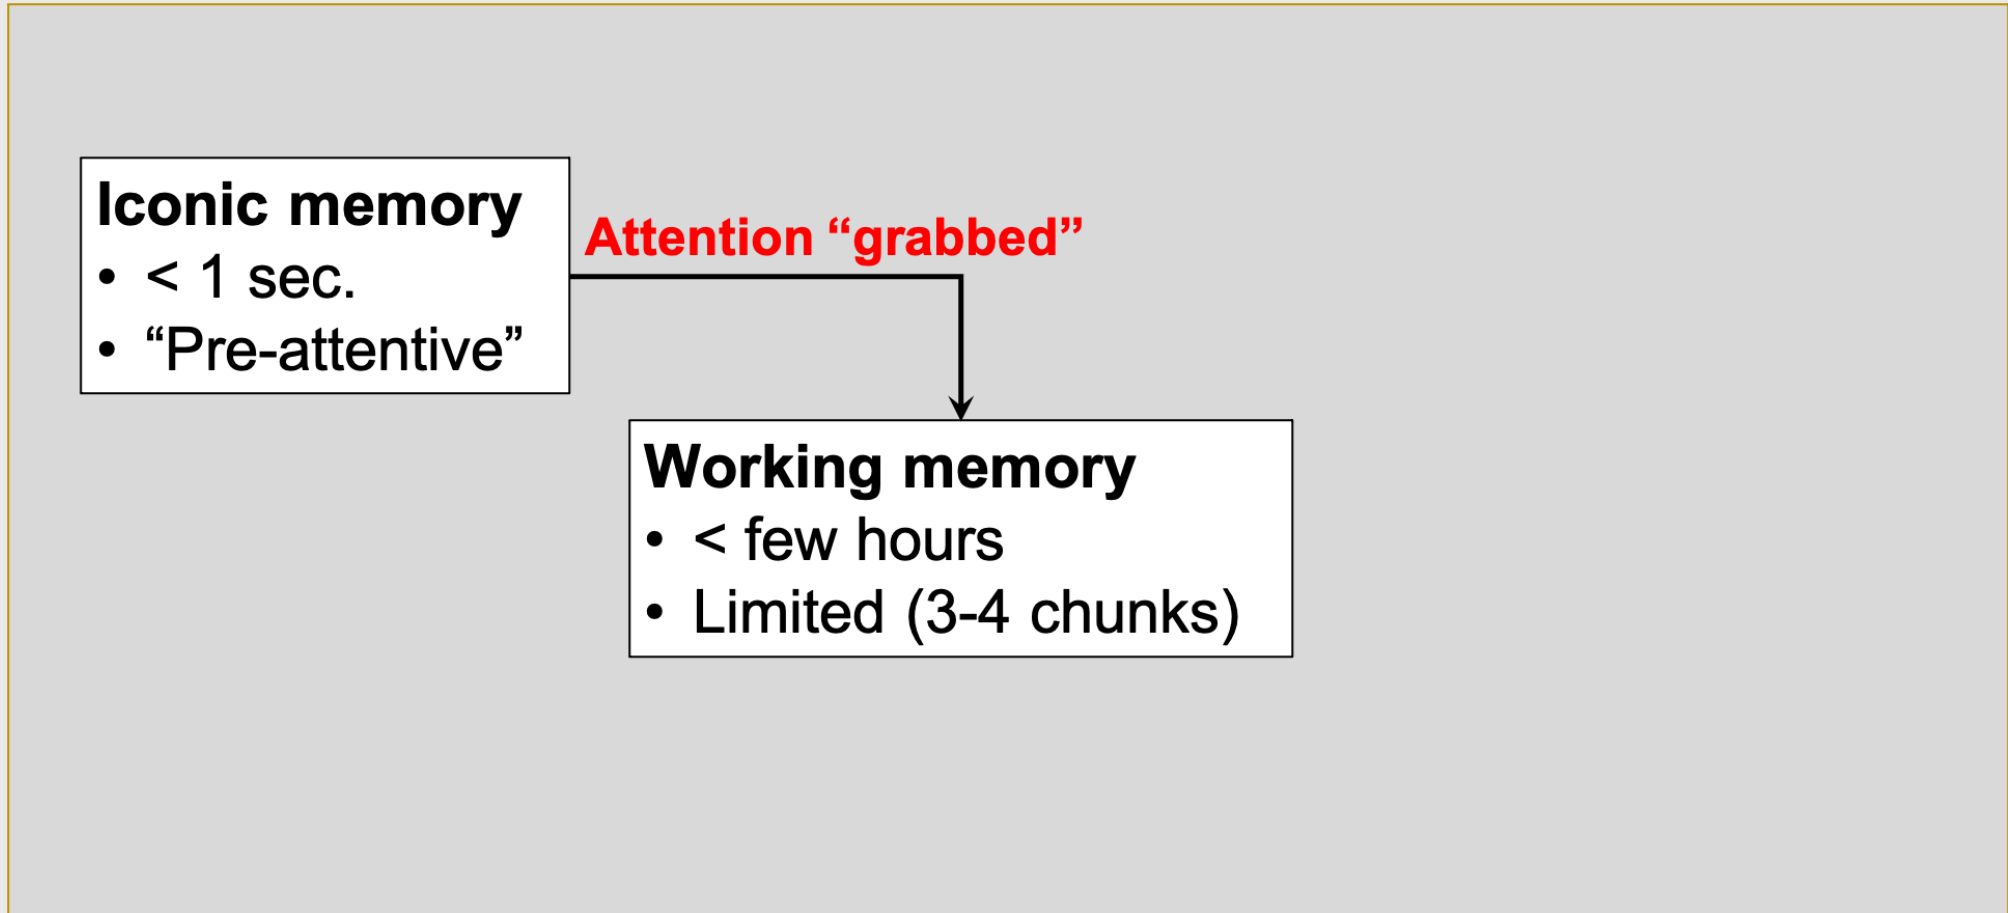 Iconic memory
• < 1 sec.
• “Pre-attentive”
Attention “grabbed”
Working memory
• < few hours
• Limited (3-4 chunks)